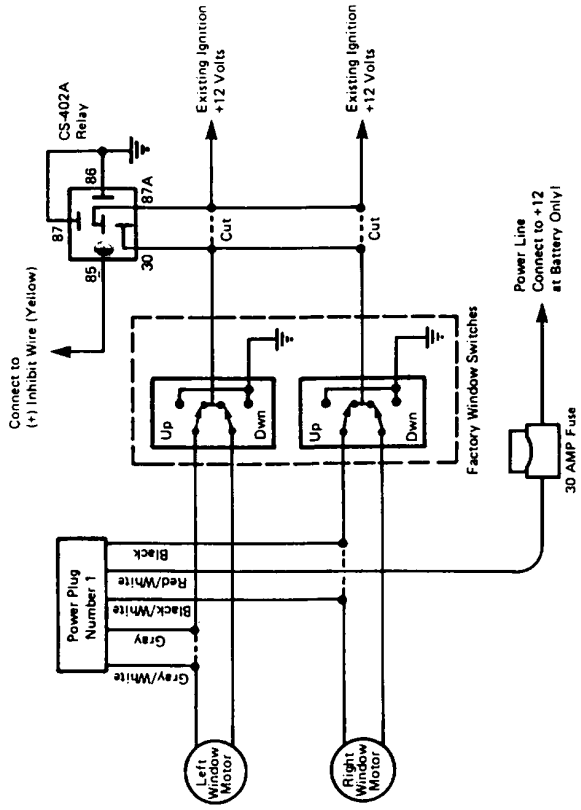 Connect to
(+) Inhibit Wire (Yellow)
CS-402A
Relay
87
86
85
87A
30
Existing Ignition
+12 Volts
Existing Ignition
+12 Volts
Cut
Cut
Up
Dwn
Up
Dwn
Factory Window Switches
Power Line
Connect to +12
at Battery Only!
30 AMP Fuse
Power Plug
Number 1
Black
Red/White
Black/White
Gray
Gray/White
Left
Window
Motor
Right
Window
Motor